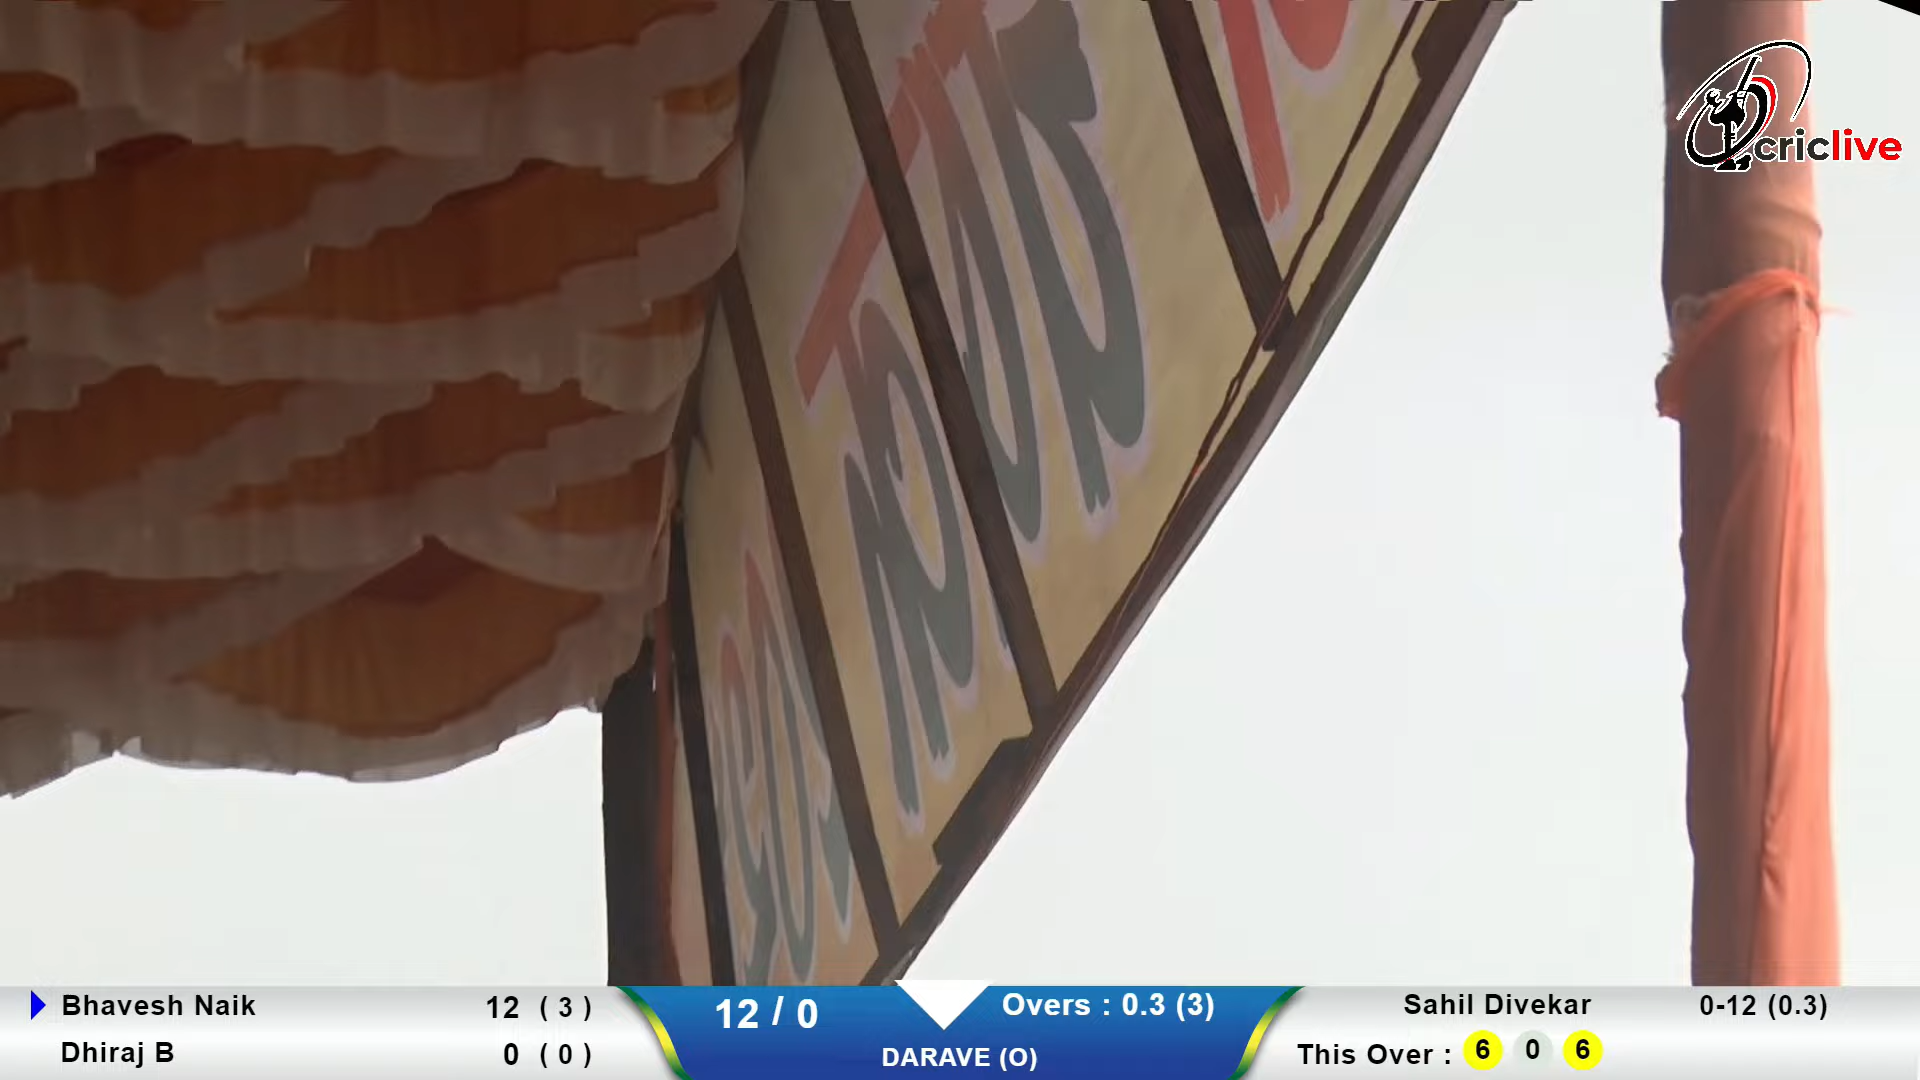 criclive
Bhavesh Naik 12 ( 3 )
Dhiraj B 0 ( 0 )
12 / 0 Overs : 0.3 (3)
DARAVE (O)
Sahil Divekar 0-12 (0.3)
This Over : 6 0 6